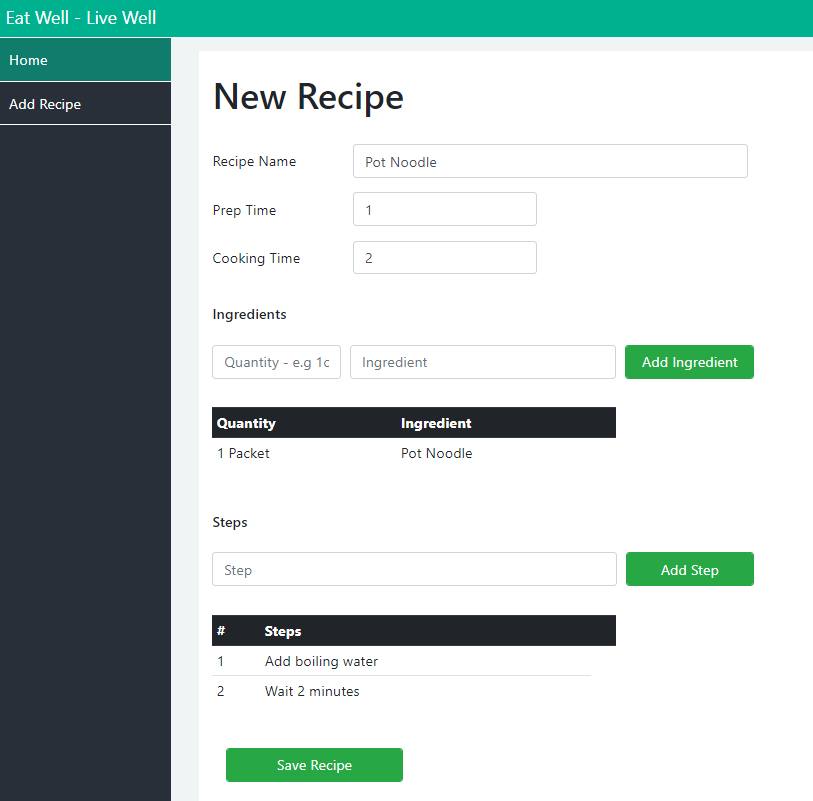 Eat Well - Live Well
Home
Add Recipe
New Recipe
Recipe Name
Pot Noodle
Prep Time
1
Cooking Time
2
Ingredients
Quantity - e.g 1c
Ingredient
Add Ingredient
Quantity Ingredient
1 Packet Pot Noodle
Steps
Step
Add Step
# Steps
1 Add boiling water
2 Wait 2 minutes
Save Recipe